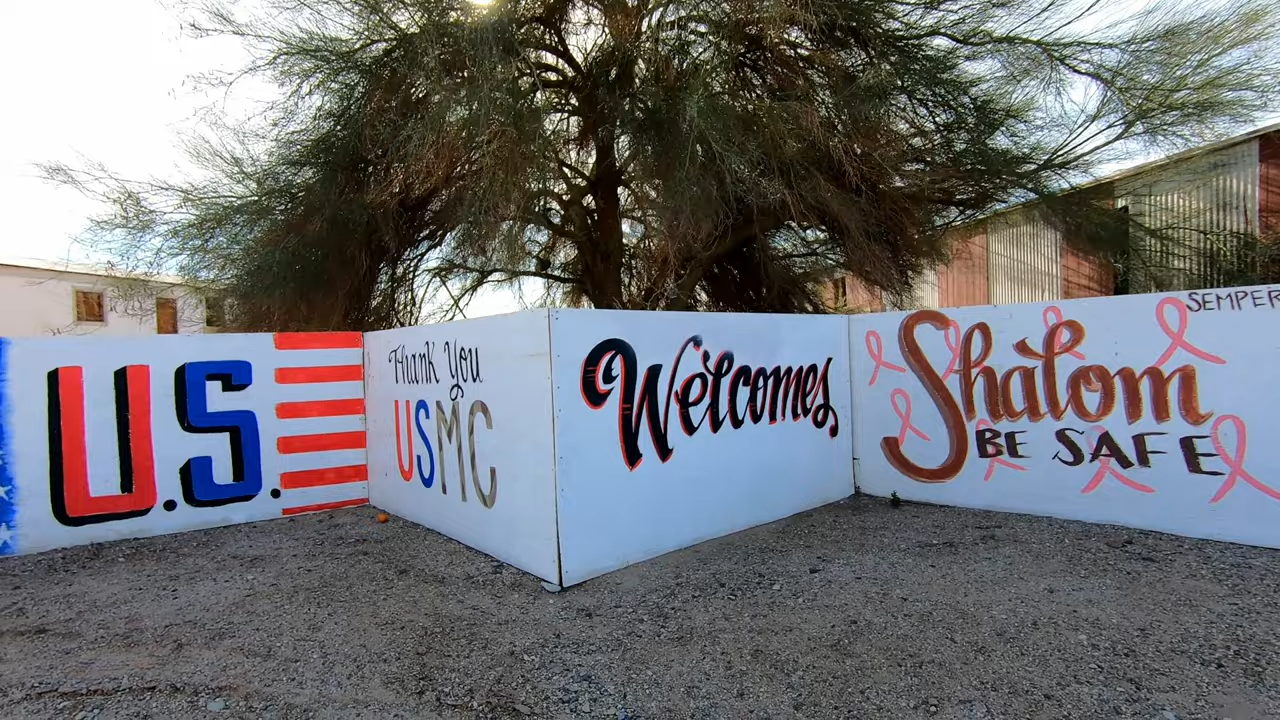 U.S.
Thank You
USMC
Welcomes
SEMPER
Shalom
BE SAFE